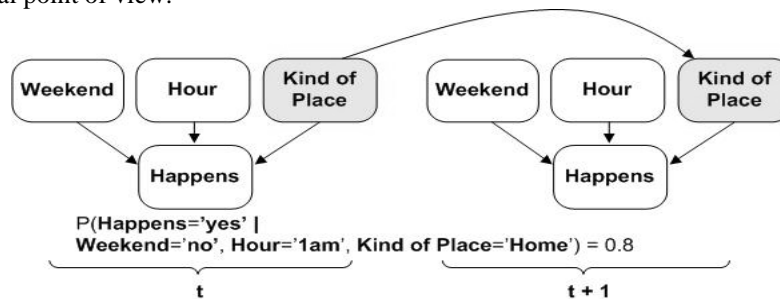 al point of view.
Weekend Hour Kind of Place Weekend Hour Kind of Place
Happens Happens
P(Happens='yes' |
Weekend='no', Hour='1am', Kind of Place='Home') = 0.8
t t + 1